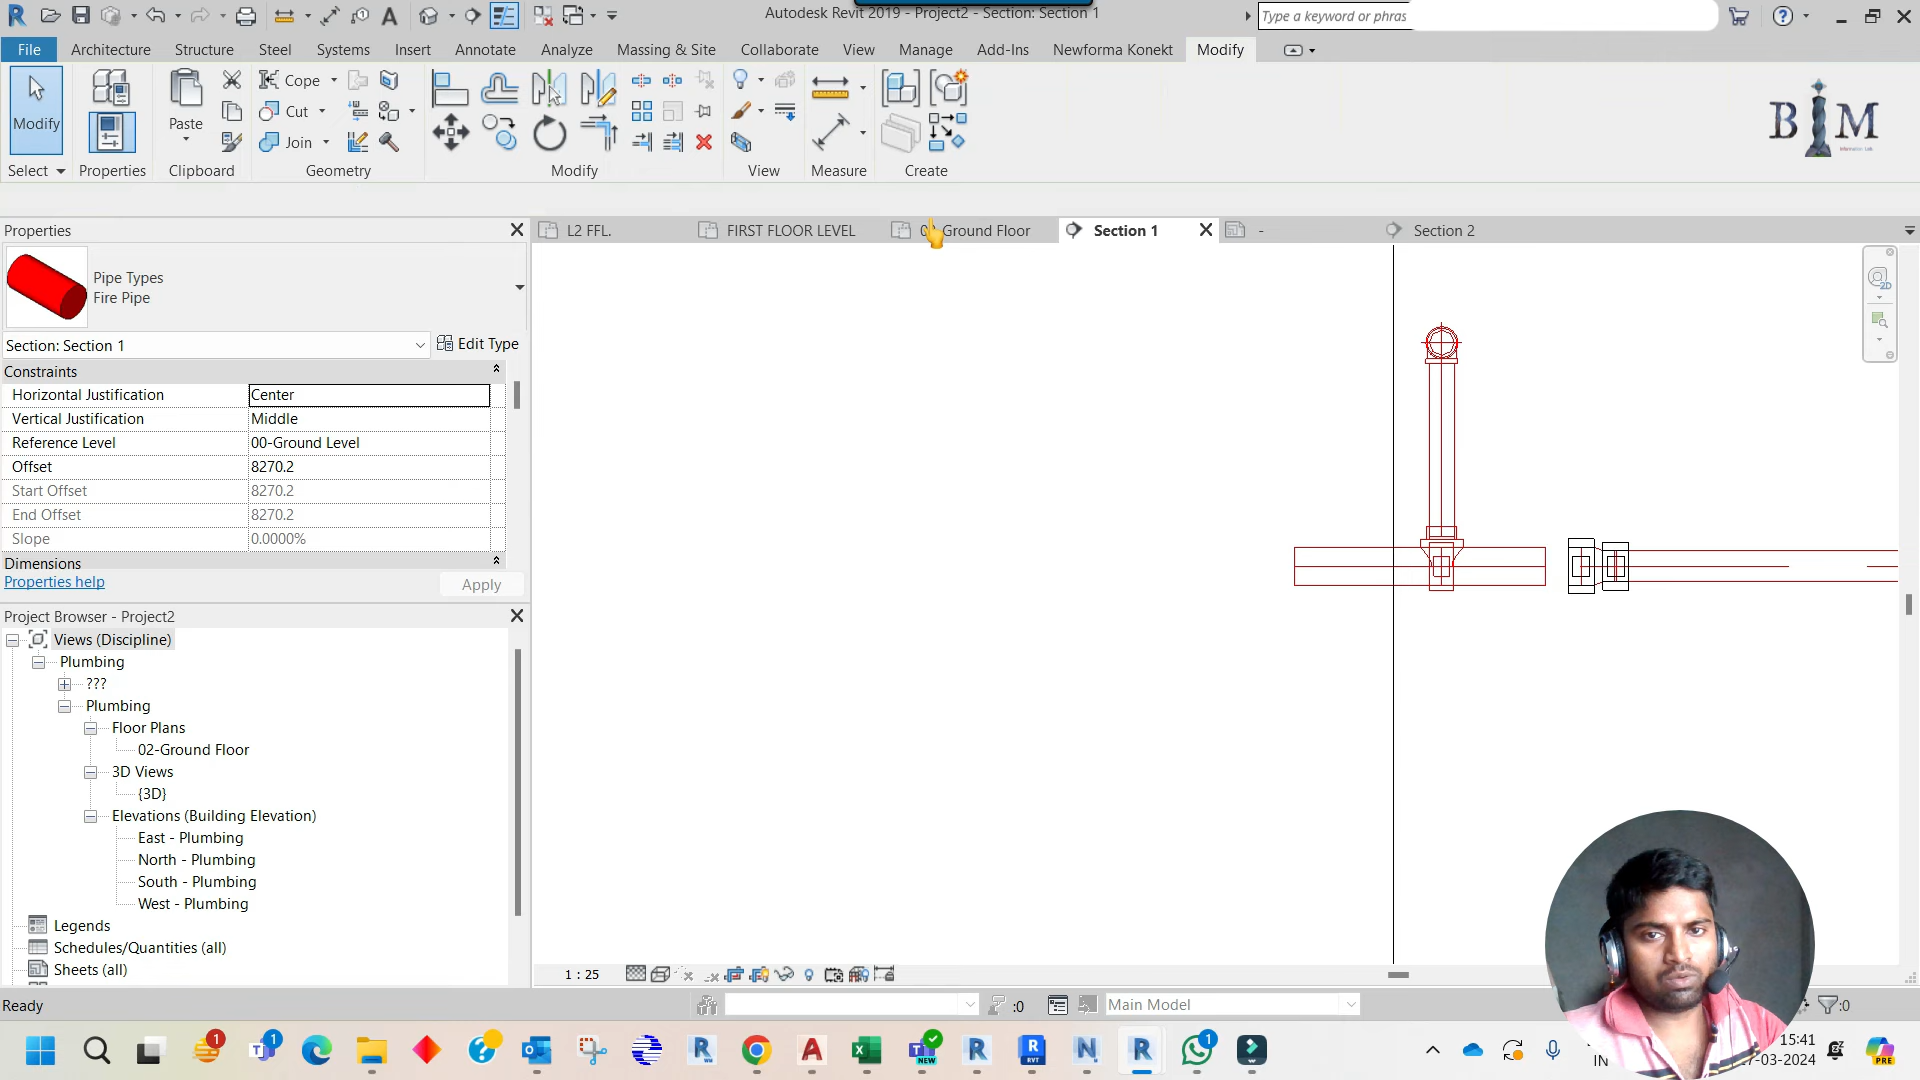 Autodesk Revit 2019 - Project2 - Section: Section 1
Type a keyword or phras
File Architecture Structure Steel Systems Insert Annotate Analyze Massing & Site Collaborate View Manage Add-Ins Newforma Konekt Modify
Modify
Paste
Cope
Cut
Join
Select Properties Clipboard Geometry Modify View Measure Create
BIM
Properties
L2 FFL.
FIRST FLOOR LEVEL
Ground Floor
Section 1
-
Section 2
Pipe Types
Fire Pipe
Section: Section 1
Edit Type
Constraints
Horizontal Justification Center
Vertical Justification Middle
Reference Level 00-Ground Level
Offset 8270.2
Start Offset 8270.2
End Offset 8270.2
Slope 0.0000%
Dimensions
Properties help
Apply
Project Browser - Project2
Views (Discipline)
Plumbing
???
Plumbing
Floor Plans
02-Ground Floor
3D Views
{3D}
Elevations (Building Elevation)
East - Plumbing
North - Plumbing
South - Plumbing
West - Plumbing
Legends
Schedules/Quantities (all)
Sheets (all)
2D
1 : 25
Ready
:0
Main Model
:0
IN
15:41
-03-2024